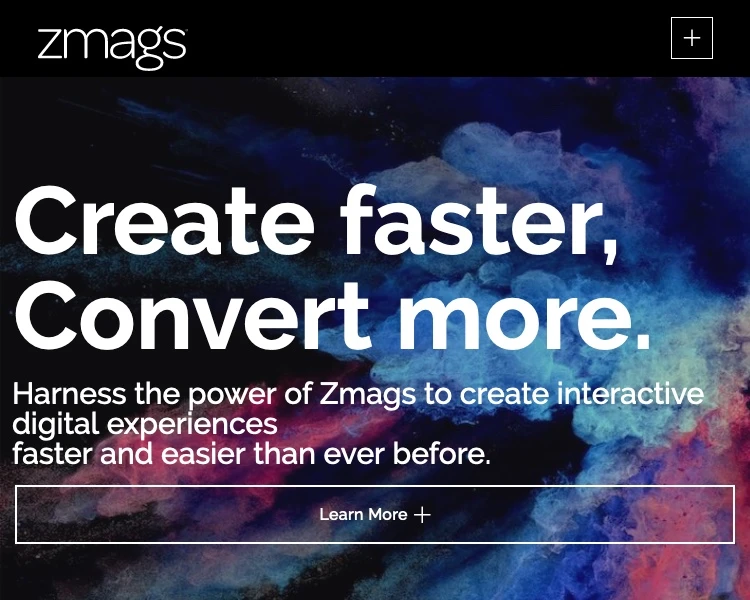 zmags
Create faster,
Convert more.
Harness the power of Zmags to create interactive
digital experiences
faster and easier than ever before.
Learn More +